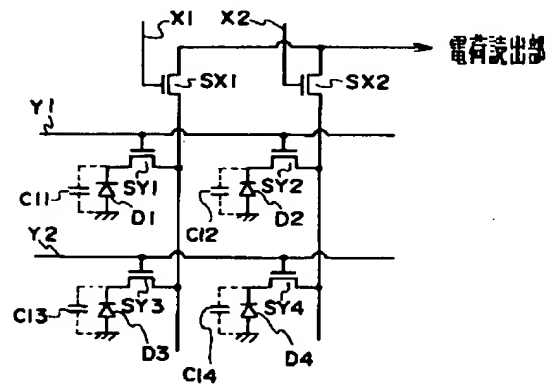 X1 X2
電荷読出部
SX1 SX2
Y1
SY1 SY2
C11 D1 C12 D2
Y2
SY3 SY4
C13 D3 C14 D4